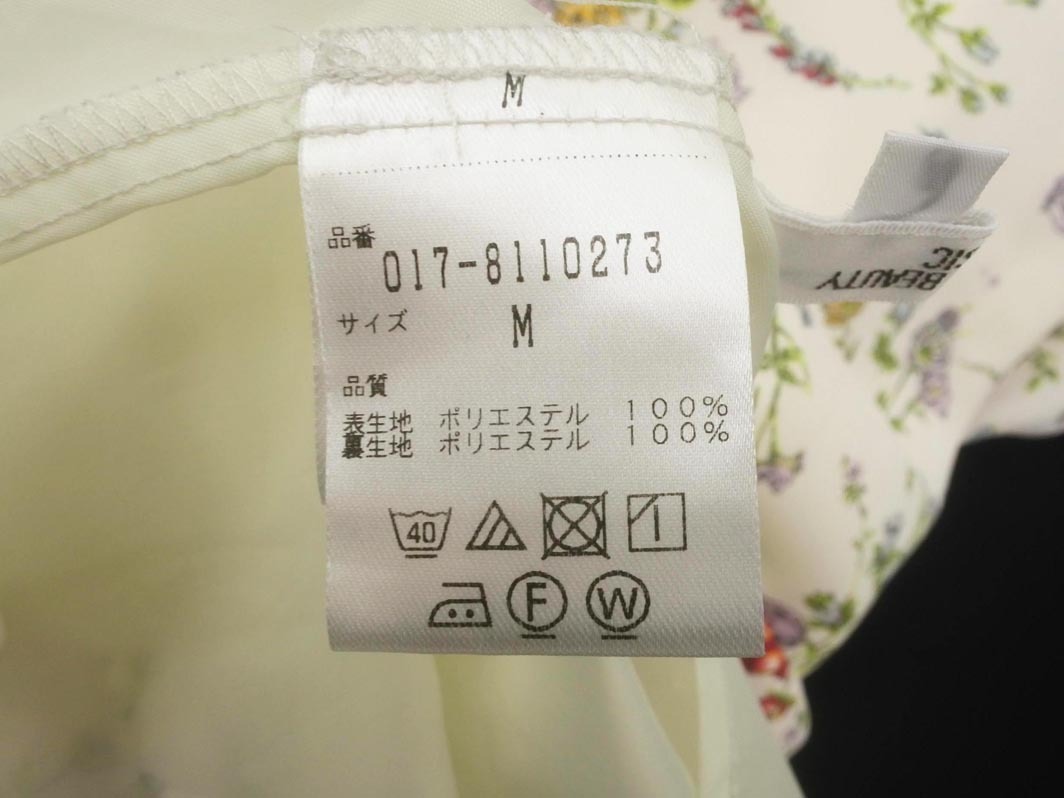 M
品番
017-8110273
サイズ M
品質
表生地 ポリエステル 100%
裏生地 ポリエステル 100%
40
F W
BEAUTY